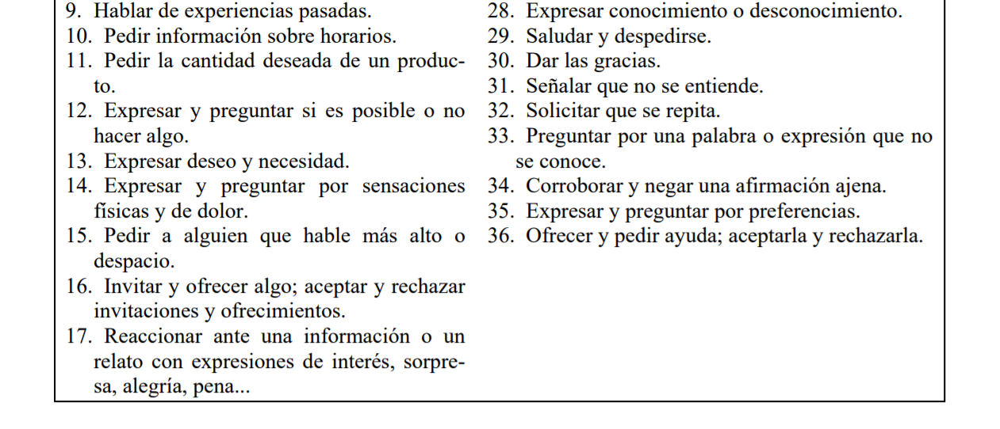 9. Hablar de experiencias pasadas.
10. Pedir información sobre horarios.
11. Pedir la cantidad deseada de un produc-
to.
12. Expresar y preguntar si es posible o no
hacer algo.
13. Expresar deseo y necesidad.
14. Expresar y preguntar por sensaciones
físicas y de dolor.
15. Pedir a alguien que hable más alto o
despacio.
16. Invitar y ofrecer algo; aceptar y rechazar
invitaciones y ofrecimientos.
17. Reaccionar ante una información o un
relato con expresiones de interés, sorpre-
sa, alegría, pena...
28. Expresar conocimiento o desconocimiento.
29. Saludar y despedirse.
30. Dar las gracias.
31. Señalar que no se entiende.
32. Solicitar que se repita.
33. Preguntar por una palabra o expresión que no
se conoce.
34. Corroborar y negar una afirmación ajena.
35. Expresar y preguntar por preferencias.
36. Ofrecer y pedir ayuda; aceptarla y rechazarla.